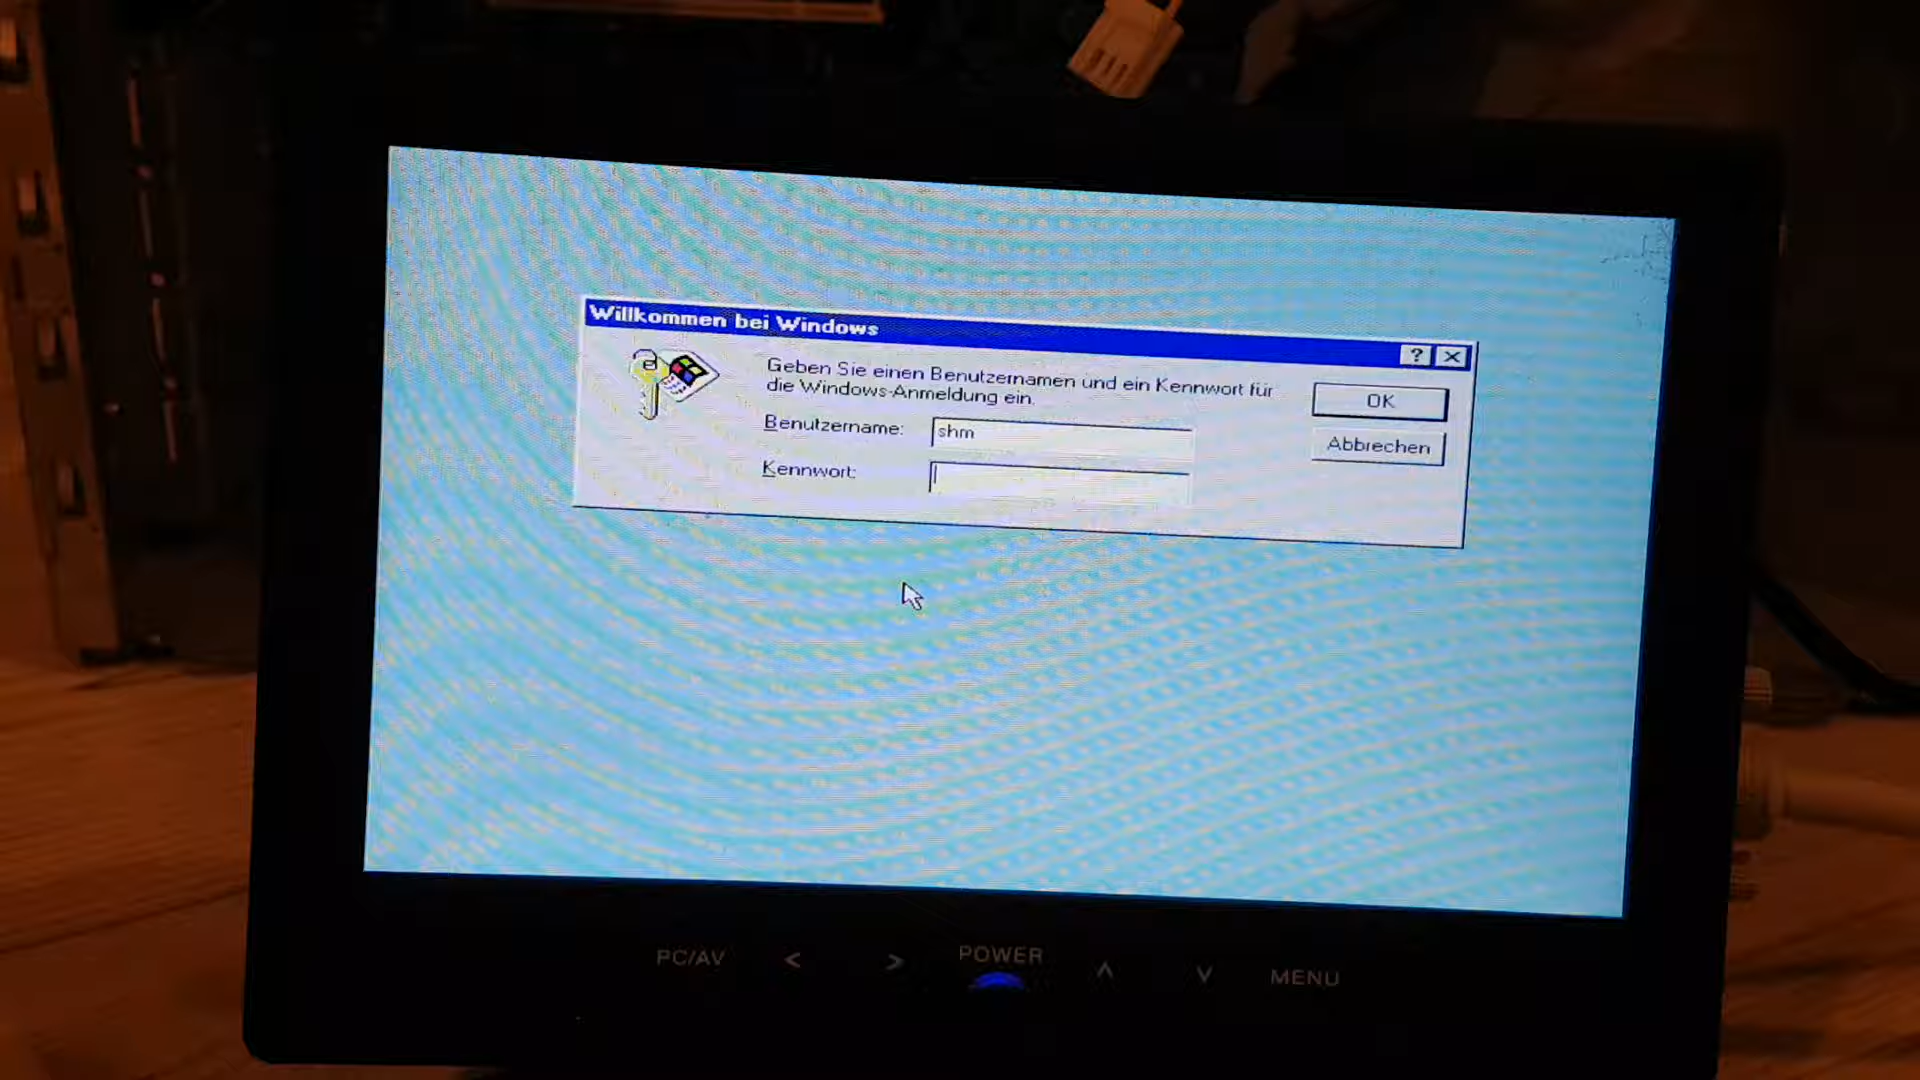 Willkommen bei Windows
Geben Sie einen Benutzernamen und ein Kennwort für
die Windows-Anmeldung ein.
Benutzername: shm
Kennwort:
OK
Abbrechen
PC/AV < > POWER ∧ ∨ MENU